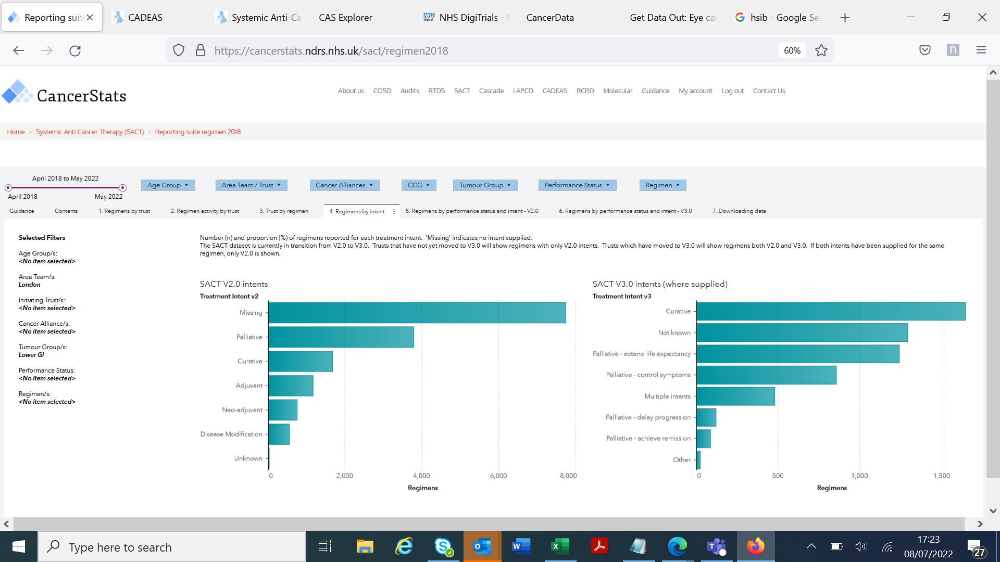 Reporting suit
CADEAS
Systemic Anti-Ca
CAS Explorer
NHS Digital
NHS DigiTrials -
CancerData
Get Data Out: Eye ca
hsib - Google Se
https://cancerstats.ndrs.nhs.uk/sact/regimen2018
60%
n
CancerStats
About us COSD Audits RTDS SACT Cascade LAPCD CADEAS RCRD Molecular Guidance My account Log out Contact Us
Home » Systemic Anti Cancer Therapy (SACT) » Reporting suite regimen 2018
April 2018 to May 2022
April 2018 May 2022
Age Group ▼ Area Team / Trust ▼ Cancer Alliances ▼ CCG ▼ Tumour Group ▼ Performance Status ▼ Regimen ▼
Guidance Contents 1. Regimens by trust 2. Regimen activity by trust 3. Trust by regimen 4. Regimens by intent 5. Regimens by performance status and intent - V2.0 6. Regimens by performance status and intent - V3.0 7. Downloading data
Selected Filters
Age Group/s:
<No item selected>
Area Team/s:
London
Initiating Trust/s:
<No item selected>
Cancer Alliance/s:
<No item selected>
Tumour Group/s:
Lower GI
Performance Status:
<No item selected>
Regimen/s:
<No item selected>
Number (n) and proportion (%) of regimens reported for each treatment intent. 'Missing' indicates no intent supplied.
The SACT dataset is currently in transition from V2.0 to V3.0. Trusts that have not yet moved to V3.0 will show regimens with only V2.0 intents. Trusts which have moved to V3.0 will show regimens both V2.0 and V3.0. If both intents have been supplied for the same
regimen, only V2.0 is shown.
SACT V2.0 intents
Treatment Intent v2
Missing
Palliative
Curative
Adjuvant
Neo-adjuvant
Disease Modification
Unknown
0 2,000 4,000 6,000 8,000
Regimens
SACT V3.0 intents (where supplied)
Treatment Intent v3
Curative
Not known
Palliative - extend life expectancy
Palliative - control symptoms
Multiple intents
Palliative - delay progression
Palliative - achieve remission
Other
0 500 1,000 1,500
Regimens
Type here to search
17:23
08/07/2022
27